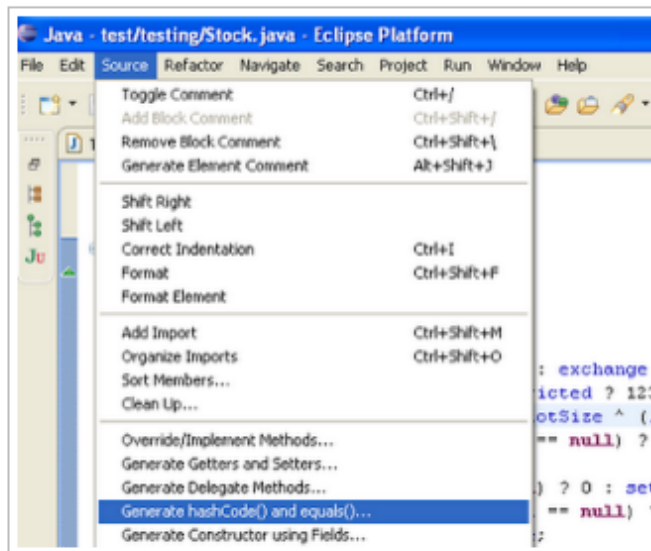 Java - test/testing/Stock.java - Eclipse Platform
File Edit Source Refactor Navigate Search Project Run Window Help
Toggle Comment Ctrl+/
Add Block Comment Ctrl+Shift+/
Remove Block Comment Ctrl+Shift+\
Generate Element Comment Alt+Shift+J
Shift Right
Shift Left
Correct Indentation Ctrl+I
Format Ctrl+Shift+F
Format Element
Add Import Ctrl+Shift+M
Organize Imports Ctrl+Shift+O
Sort Members...
Clean Up...
Override/Implement Methods...
Generate Getters and Setters...
Generate Delegate Methods...
Generate hashCode() and equals()...
Generate Constructor using Fields...
J
Ju
: exchange
icted ? 123
otSize ^ (
== null) ?
) ? 0 : set
== null)
;